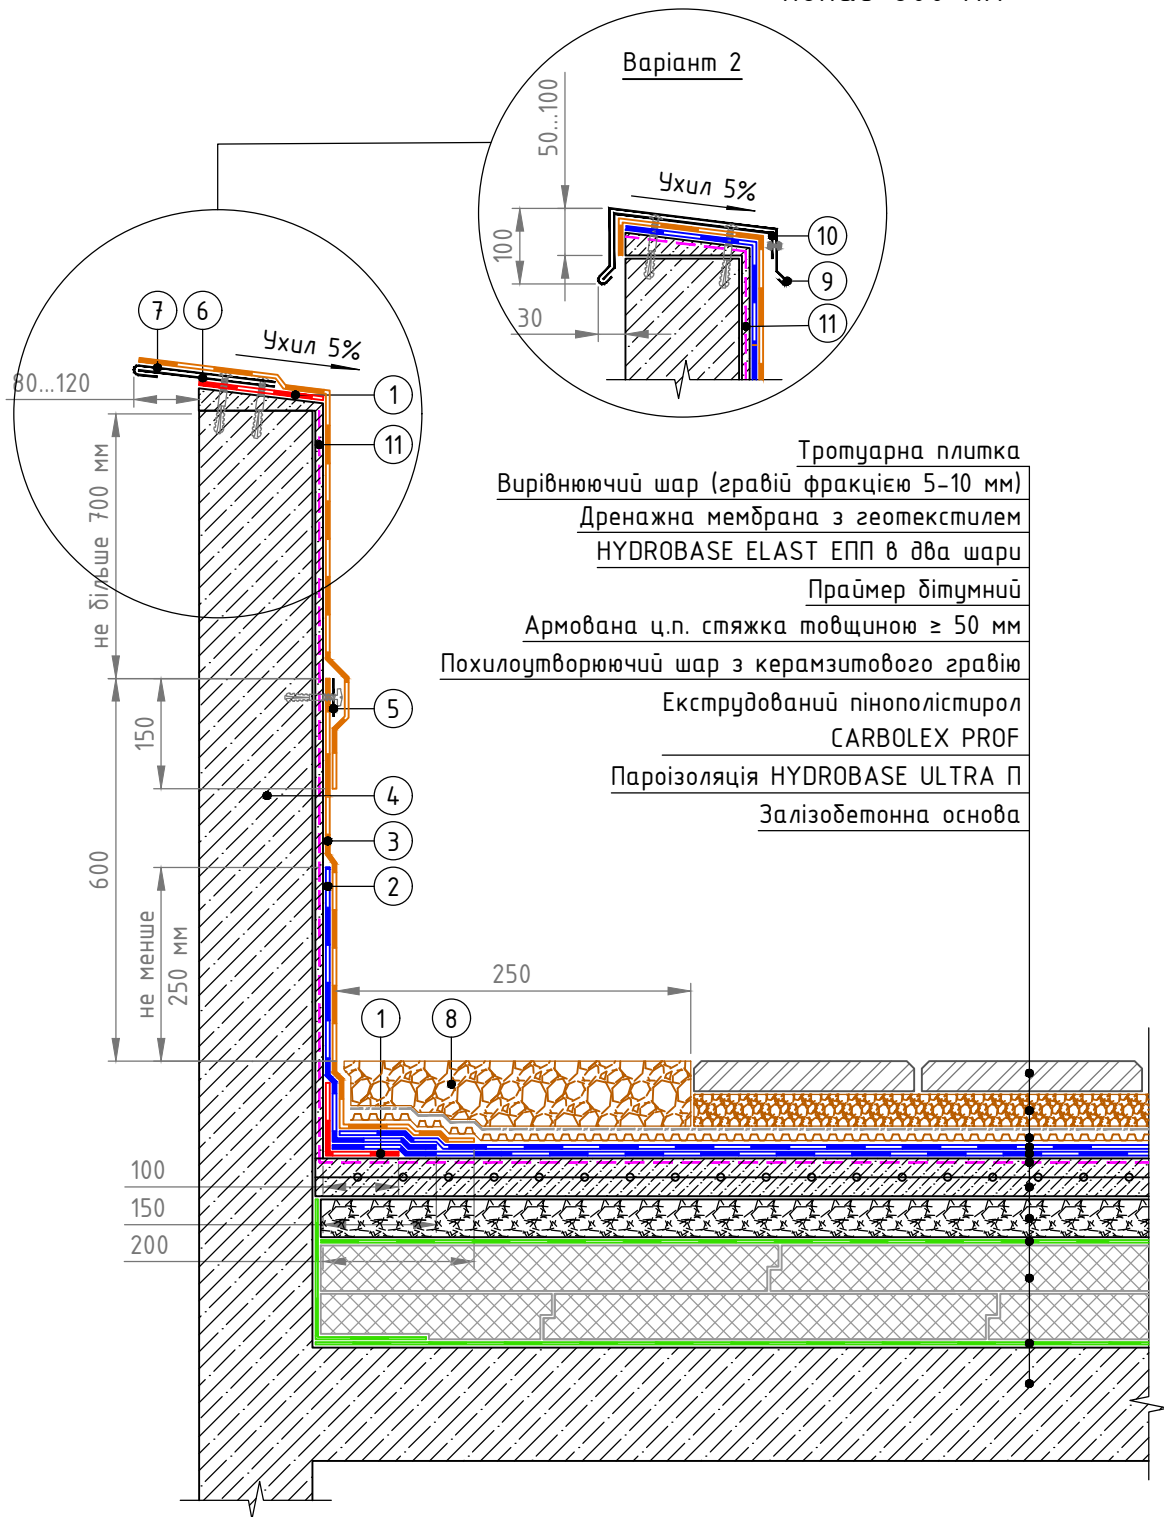 Варіант 2
50...100
Ухил 5%
100
10
9
30
11
7
6
Ухил 5%
80...120
1
11
не більше 700 мм
Тротуарна плитка
Вирівнюючий шар (гравій фракцією 5-10 мм)
Дренажна мембрана з геотекстилем
HYDROBASE ELAST ЕПП в два шари
Праймер бітумний
Армована ц.п. стяжка товщиною ≥ 50 мм
Похилоутворюючий шар з керамзитового гравію
Екструдований пінополістирол
CARBOLEX PROF
Пароізоляція HYDROBASE ULTRA П
Залізобетонна основа
5
150
4
3
600
2
не менше
250 мм
250
1
8
100
150
200